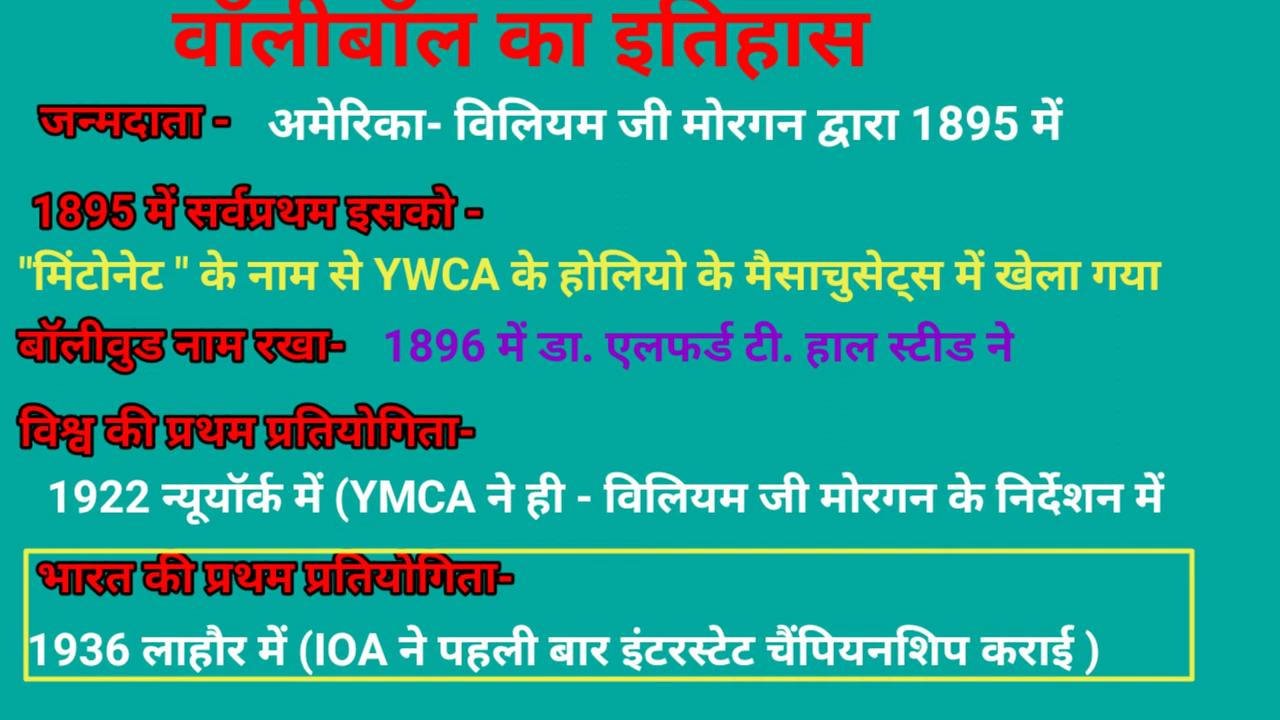 वॉलीबॉल का इतिहास
जन्मदाता - अमेरिका- विलियम जी मोरगन द्वारा 1895 में
1895 में सर्वप्रथम इसको -
"मिंटोनेट " के नाम से YWCA के होलियो के मैसाचुसेट्स में खेला गया
बॉलीवुड नाम रखा- 1896 में डा. एलफर्ड टी. हाल स्टीड ने
विश्व की प्रथम प्रतियोगिता-
1922 न्यूयॉर्क में (YMCA ने ही - विलियम जी मोरगन के निर्देशन में
भारत की प्रथम प्रतियोगिता-
1936 लाहौर में (IOA ने पहली बार इंटरस्टेट चैंपियनशिप कराई )